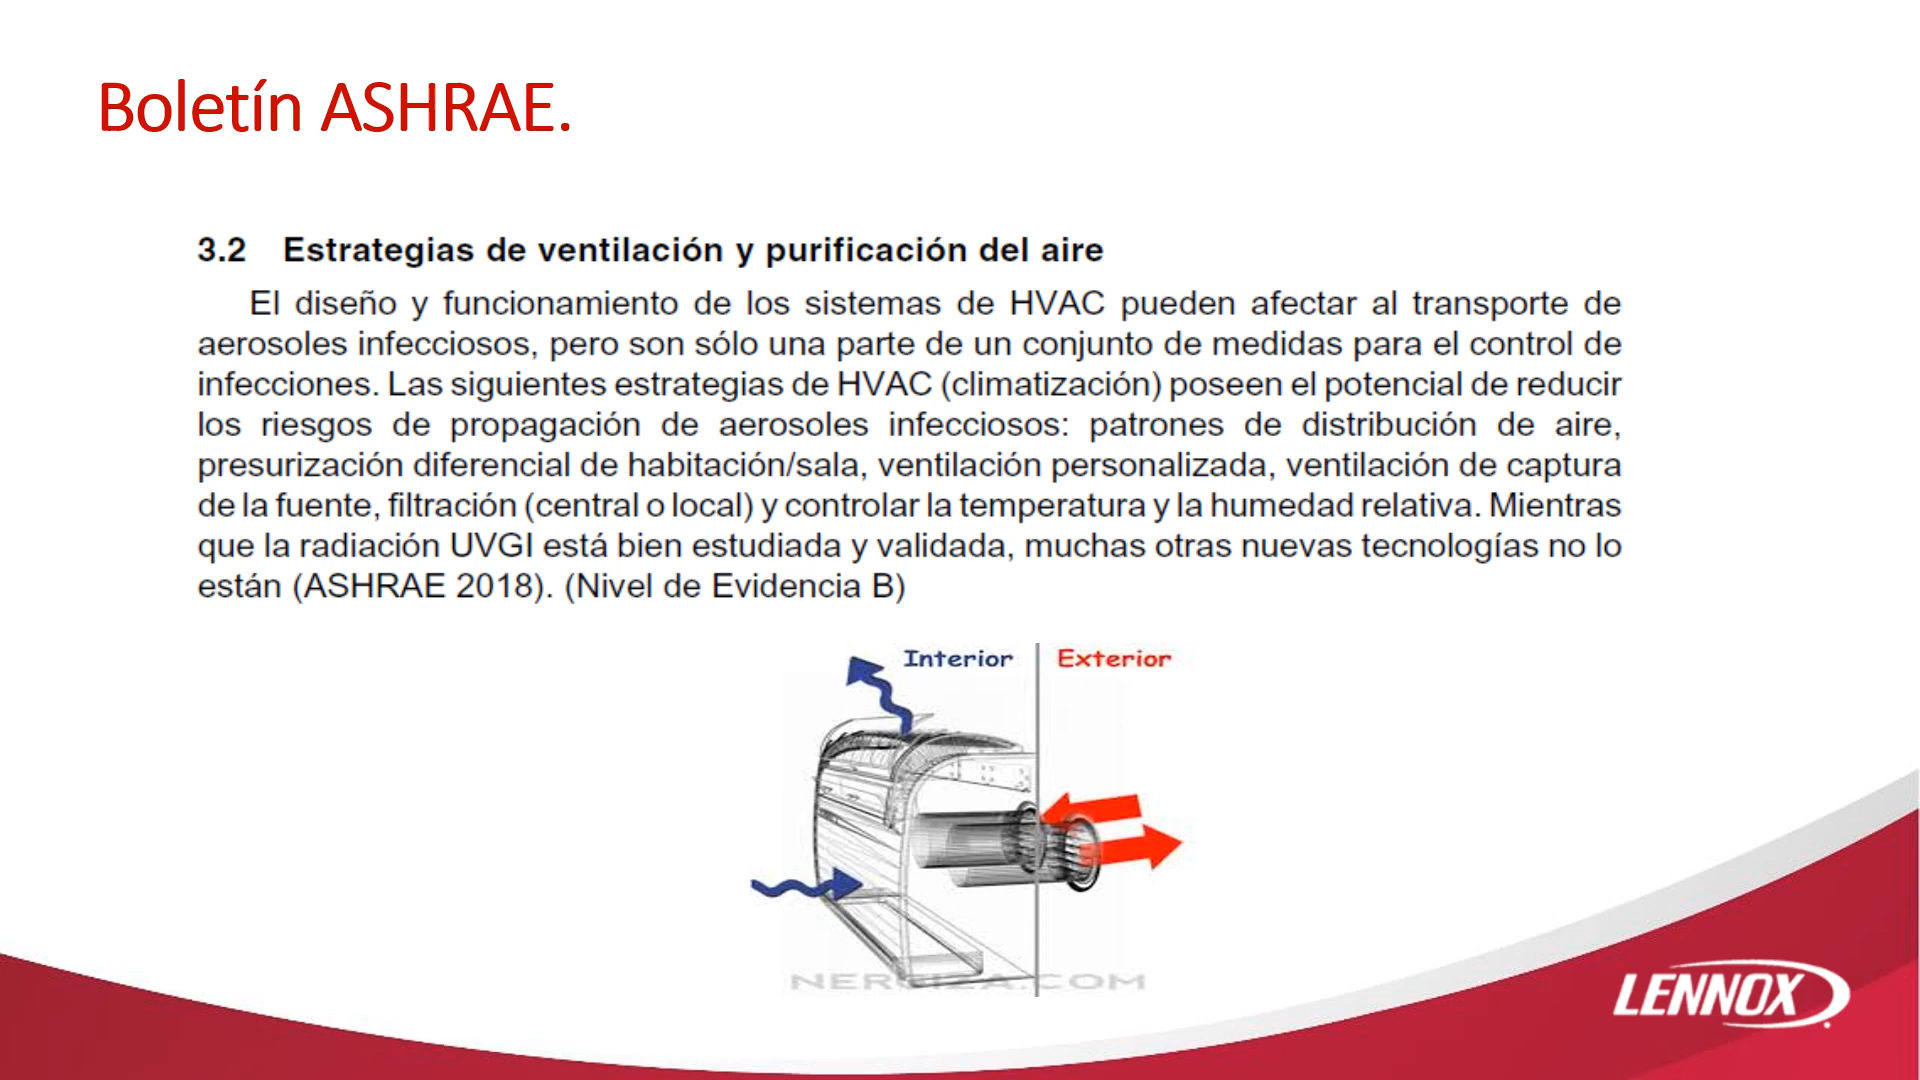 Boletín ASHRAE.
3.2 Estrategias de ventilación y purificación del aire
El diseño y funcionamiento de los sistemas de HVAC pueden afectar al transporte de
aerosoles infecciosos, pero son sólo una parte de un conjunto de medidas para el control de
infecciones. Las siguientes estrategias de HVAC (climatización) poseen el potencial de reducir
los riesgos de propagación de aerosoles infecciosos: patrones de distribución de aire,
presurización diferencial de habitación/sala, ventilación personalizada, ventilación de captura
de la fuente, filtración (central o local) y controlar la temperatura y la humedad relativa. Mientras
que la radiación UVGI está bien estudiada y validada, muchas otras nuevas tecnologías no lo
están (ASHRAE 2018). (Nivel de Evidencia B)
Interior Exterior
NERGIZA.COM
LENNOX